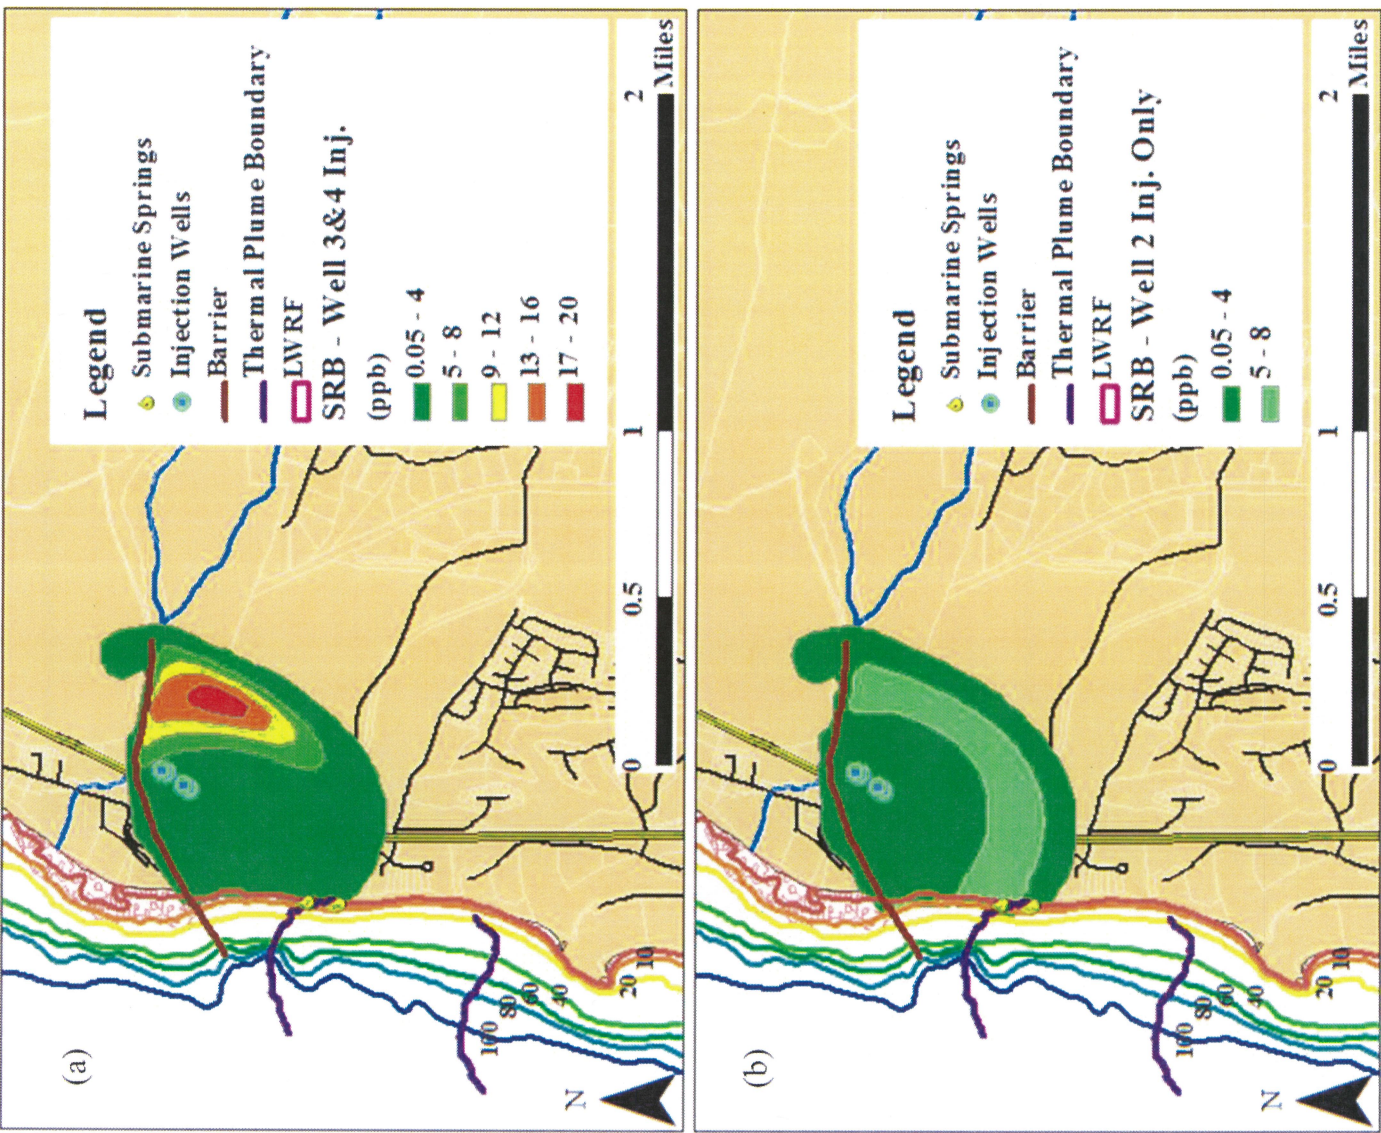 (a)
N
100
80
60
40
20
10
Legend
Submarine Springs
Injection Wells
Barrier
Thermal Plume Boundary
LWRF
SRB - Well 3&4 Inj.
(ppb)
0.05 - 4
5 - 8
9 - 12
13 - 16
17 - 20
0 0.5 1 2
Miles
(b)
N
100
80
60
40
20
10
Legend
Submarine Springs
Injection Wells
Barrier
Thermal Plume Boundary
LWRF
SRB - Well 2 Inj. Only
(ppb)
0.05 - 4
5 - 8
0 0.5 1 2
Miles